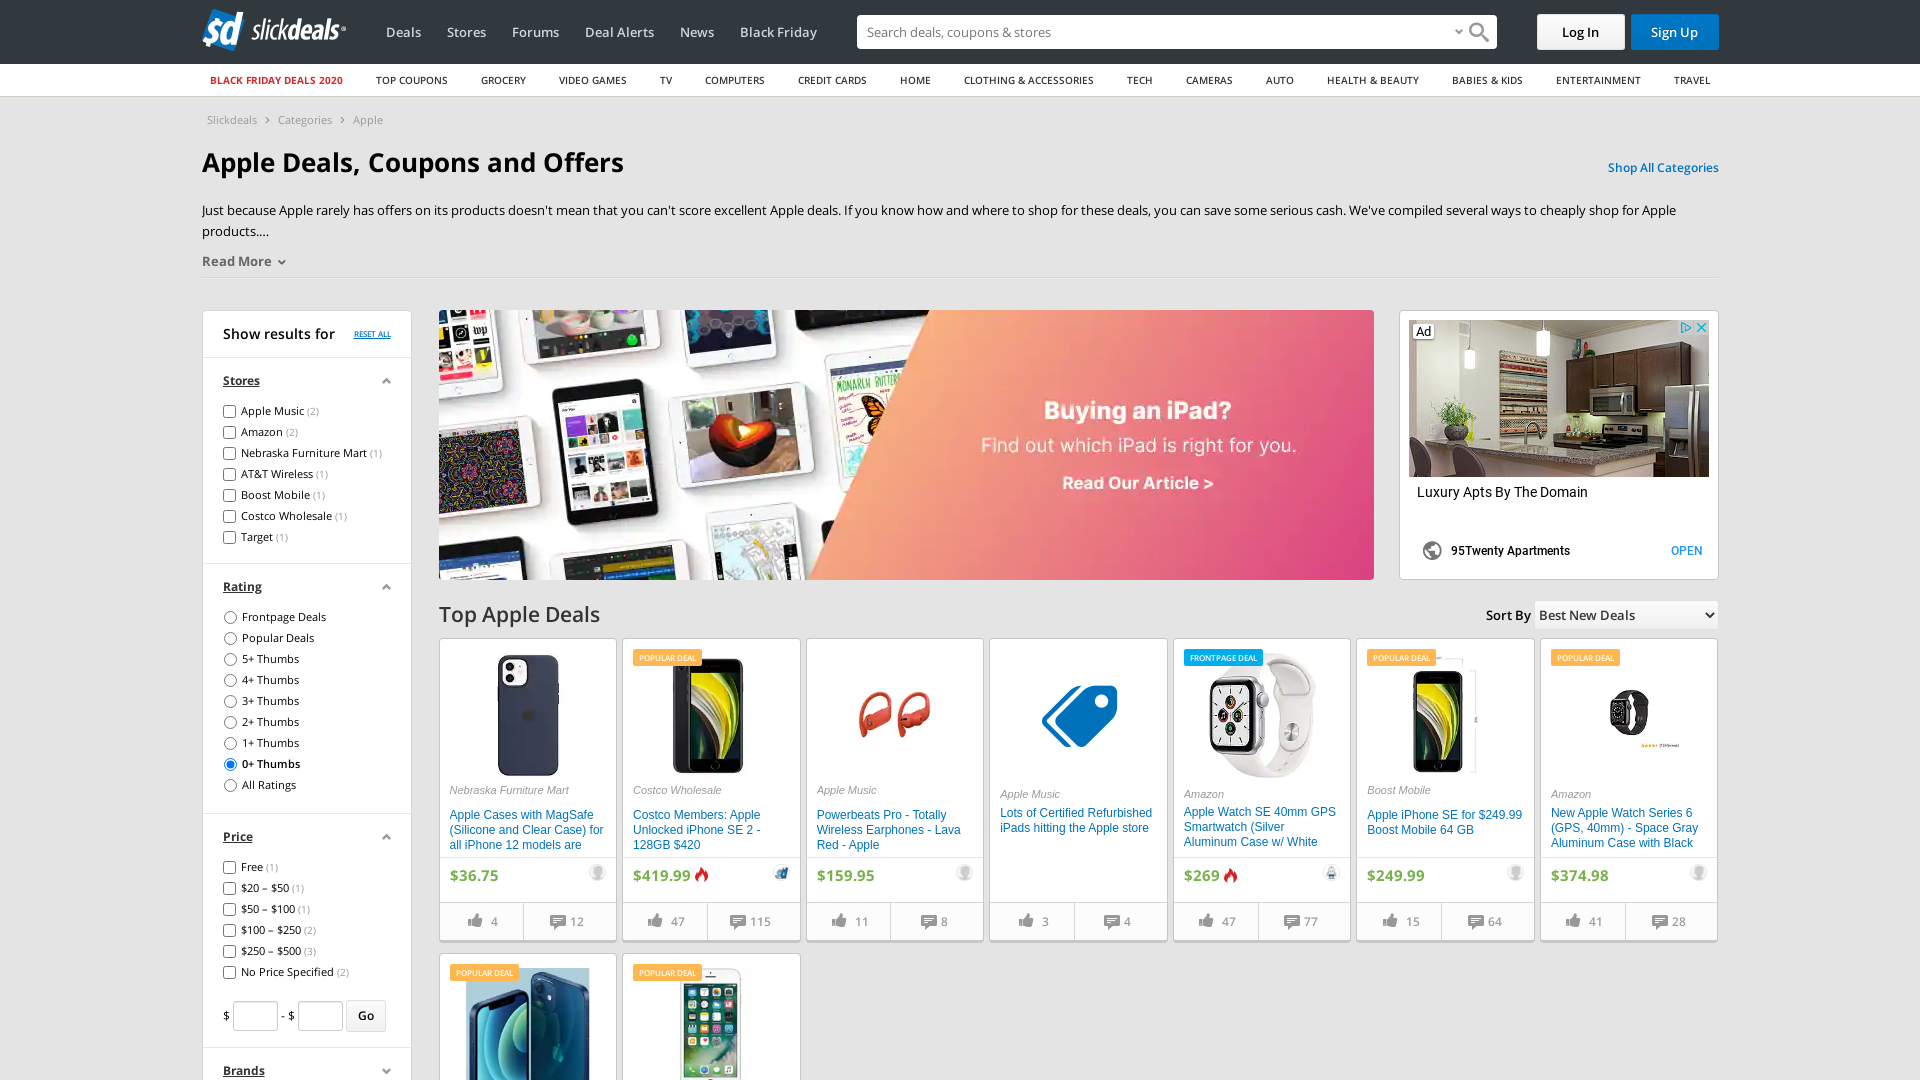 slickdeals
Deals
Stores
Forums
Deal Alerts
News
Black Friday
Search deals, coupons & stores
Log In
Sign Up
BLACK FRIDAY DEALS 2020
TOP COUPONS
GROCERY
VIDEO GAMES
TV
COMPUTERS
CREDIT CARDS
HOME
CLOTHING & ACCESSORIES
TECH
CAMERAS
AUTO
HEALTH & BEAUTY
BABIES & KIDS
ENTERTAINMENT
TRAVEL
Slickdeals > Categories > Apple
Apple Deals, Coupons and Offers
Shop All Categories
Just because Apple rarely has offers on its products doesn't mean that you can't score excellent Apple deals. If you know how and where to shop for these deals, you can save some serious cash. We've compiled several ways to cheaply shop for Apple
products....
Read More
Show results for
RESET ALL
Stores
Apple Music (2)
Amazon (2)
Nebraska Furniture Mart (1)
AT&T Wireless (1)
Boost Mobile (1)
Costco Wholesale (1)
Target (1)
Rating
Frontpage Deals
Popular Deals
5+ Thumbs
4+ Thumbs
3+ Thumbs
2+ Thumbs
1+ Thumbs
0+ Thumbs
All Ratings
Price
Free (1)
$20 – $50 (1)
$50 – $100 (1)
$100 – $250 (2)
$250 – $500 (3)
No Price Specified (2)
$ - $ Go
Brands
MONARCH BUTTERFLY
Buying an iPad?
Find out which iPad is right for you.
Read Our Article >
Ad
Luxury Apts By The Domain
95Twenty Apartments
OPEN
Top Apple Deals
Sort By Best New Deals
Nebraska Furniture Mart
Apple Cases with MagSafe
(Silicone and Clear Case) for
all iPhone 12 models are
$36.75
4
12
POPULAR DEAL
Costco Wholesale
Costco Members: Apple
Unlocked iPhone SE 2 -
128GB $420
$419.99
47
115
Apple Music
Powerbeats Pro - Totally
Wireless Earphones - Lava
Red - Apple
$159.95
11
8
Apple Music
Lots of Certified Refurbished
iPads hitting the Apple store
3
4
FRONTPAGE DEAL
Amazon
Apple Watch SE 40mm GPS
Smartwatch (Silver
Aluminum Case w/ White
$269
47
77
POPULAR DEAL
Boost Mobile
Apple iPhone SE for $249.99
Boost Mobile 64 GB
$249.99
15
64
POPULAR DEAL
Amazon
New Apple Watch Series 6
(GPS, 40mm) - Space Gray
Aluminum Case with Black
$374.98
41
28
POPULAR DEAL
POPULAR DEAL